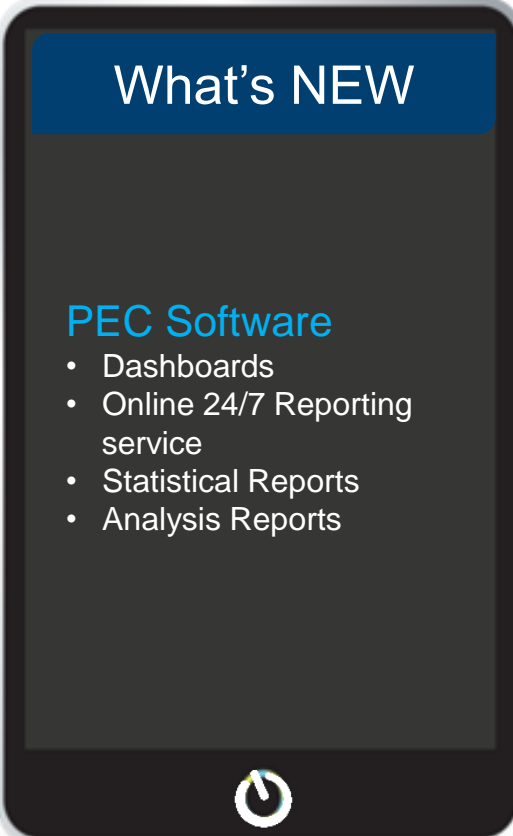 What's NEW
PEC Software
• Dashboards
• Online 24/7 Reporting
service
• Statistical Reports
• Analysis Reports